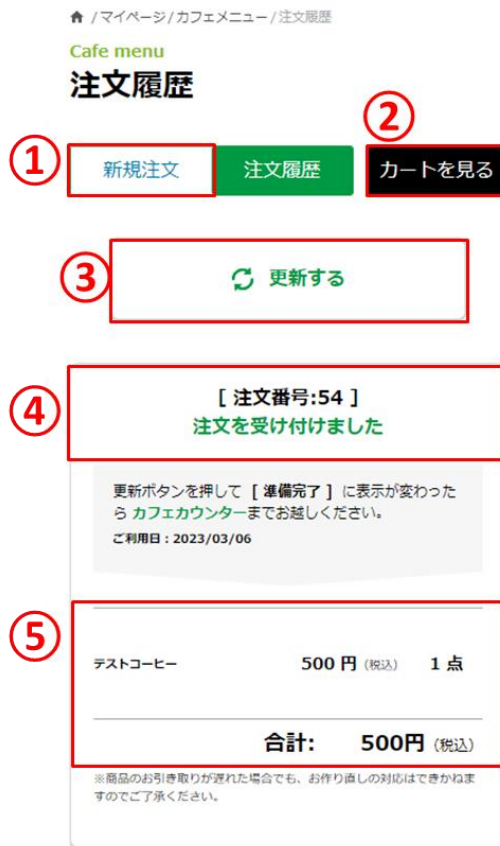 /マイページ/カフェメニュー/注文履歴
Cafe menu
注文履歴
②
① 新規注文 注文履歴 カートを見る
③ 更新する
[ 注文番号:54 ]
④ 注文を受け付けました
更新ボタンを押して [ 準備完了 ] に表示が変わった
ら カフェカウンターまでお越しください。
ご利用日：2023/03/06
⑤
テストコーヒー 500 円 (税込) 1 点
合計: 500円 (税込)
※商品のお引き取りが遅れた場合でも、お作り直しの対応はできかねま
すのでご了承ください。